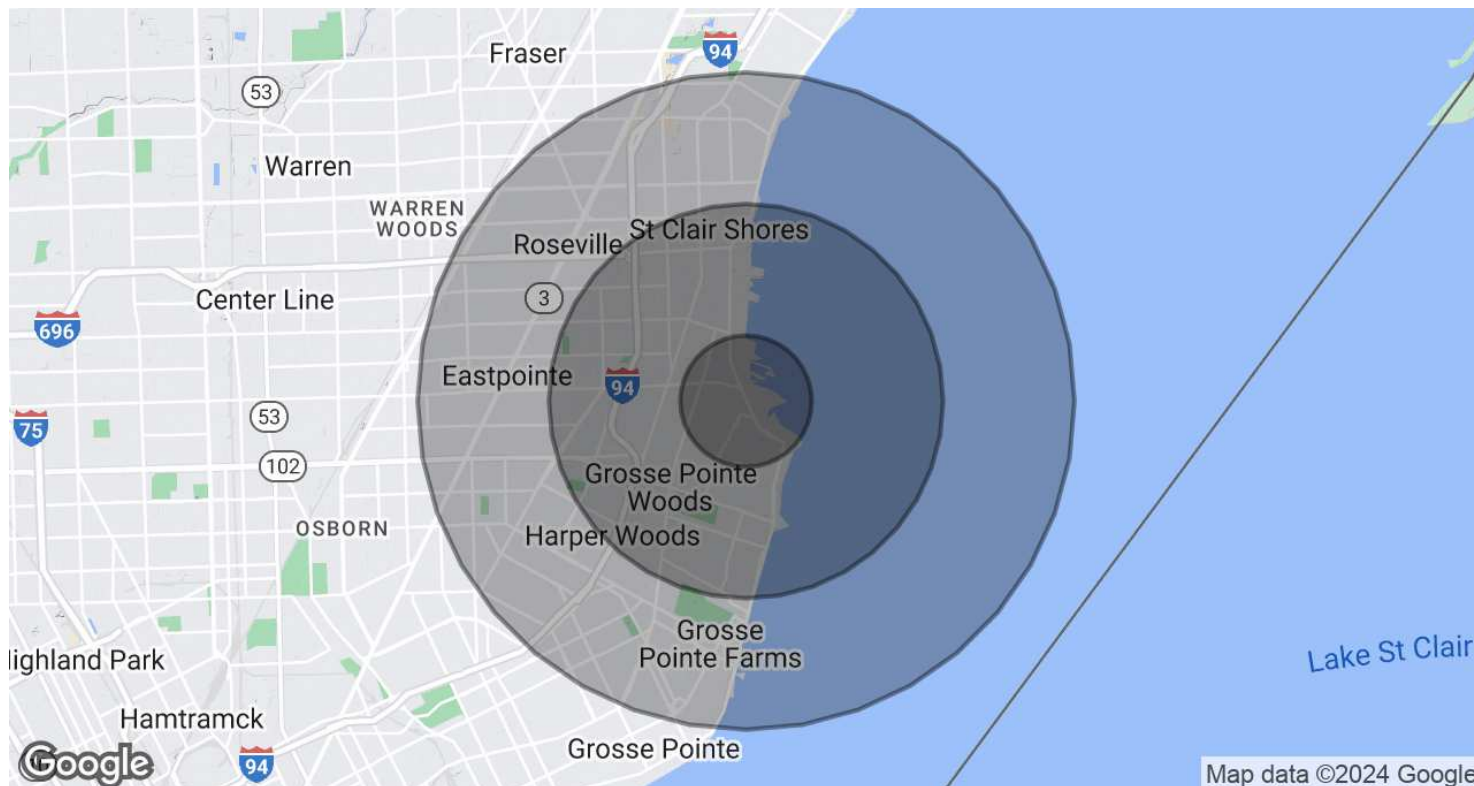 Fraser
94
53
Warren
WARREN
WOODS
St Clair Shores
Roseville
3
Center Line
696
Eastpointe
94
53
75
102
Grosse Pointe
Woods
OSBORN
Harper Woods
Grosse
Pointe Farms
Lake St Clair
Highland Park
Hamtramck
Grosse Pointe
94
Google
Map data ©2024 Google